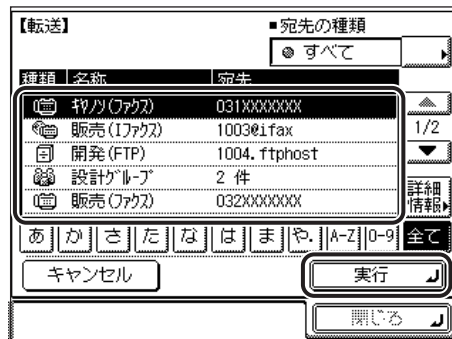 【転送】
■宛先の種類
すべて
種類 名称 宛先
ｷﾔﾉﾝ(ﾌｧｸｽ) 031XXXXXXX
販売(Iﾌｧｸｽ) 1003@ifax
1/2
開発(FTP) 1004.ftphost
設計ｸﾞﾙｰﾌﾟ 2 件
詳細情報
販売(ﾌｧｸｽ) 032XXXXXXX
あ か さ た な は ま や. A-Z 0-9 全て
キャンセル 実行
閉じる